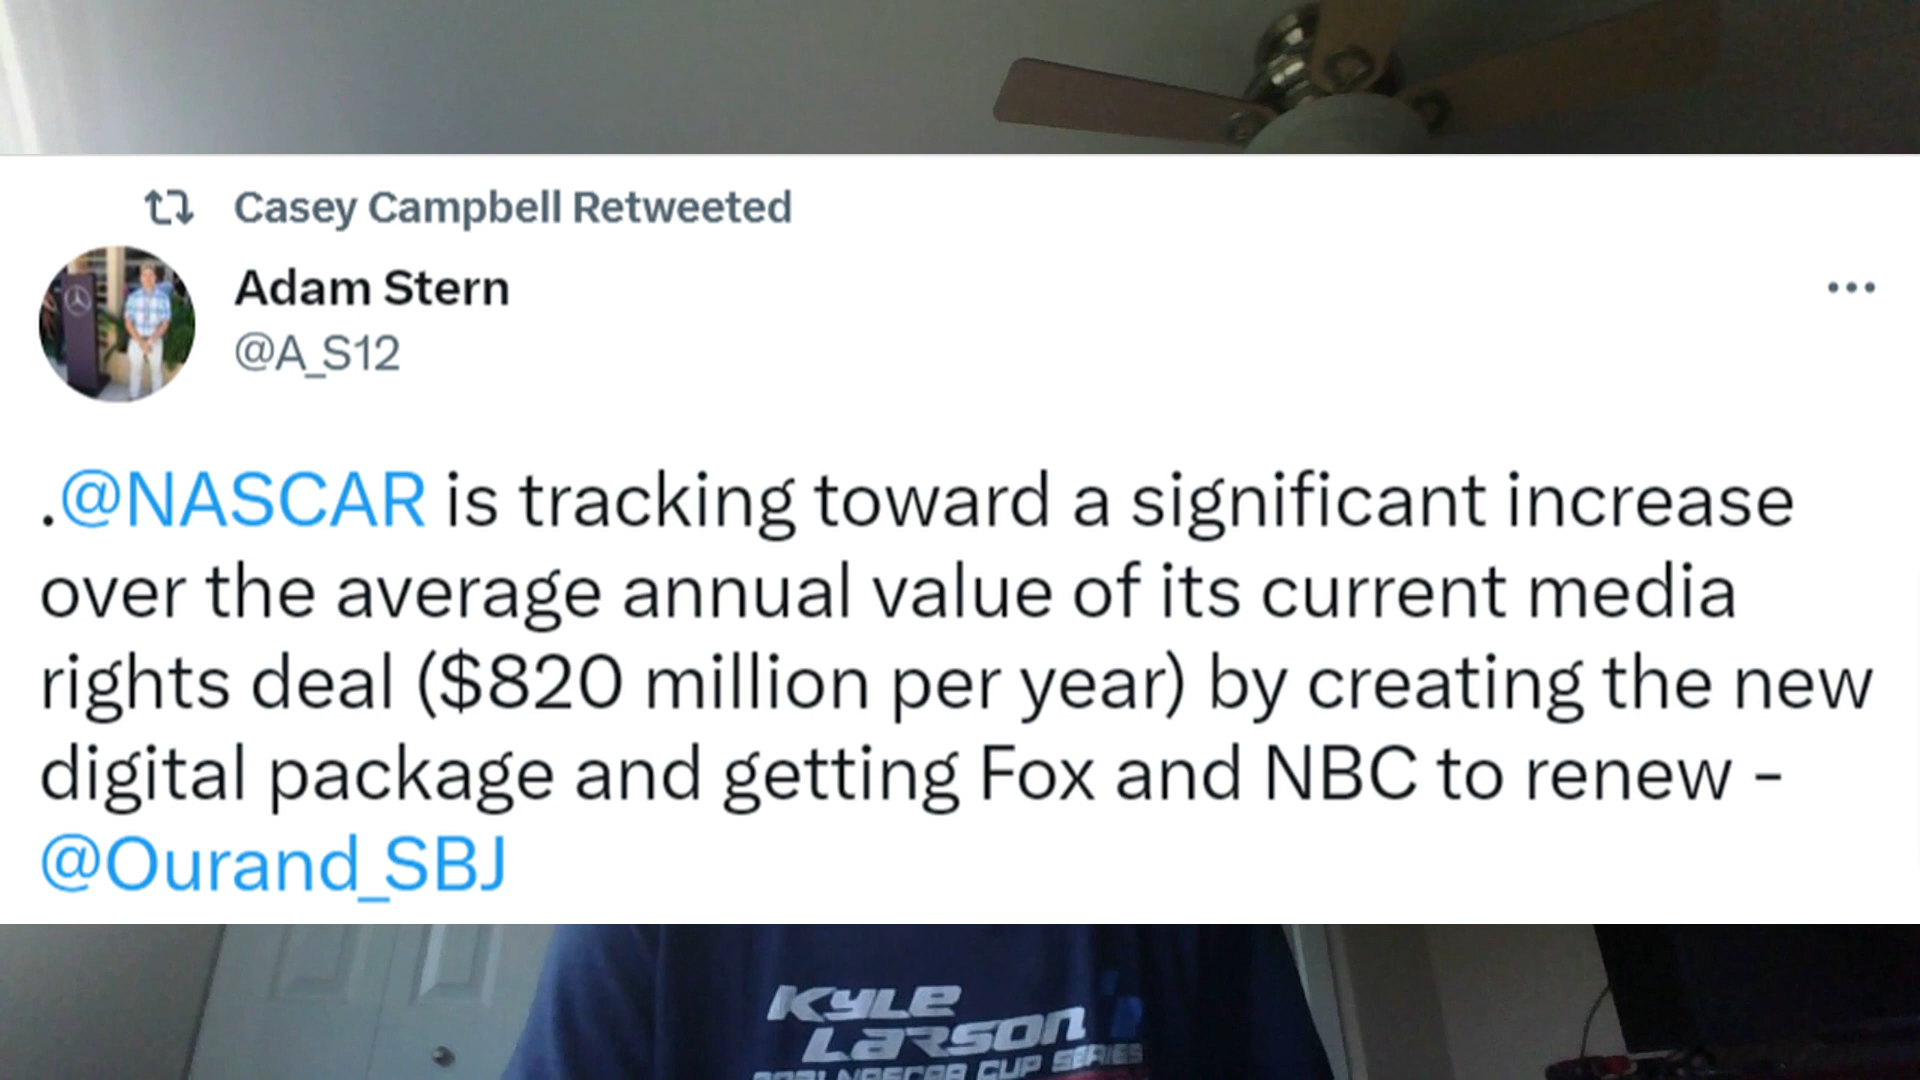 Casey Campbell Retweeted
Adam Stern
@A_S12
.@NASCAR is tracking toward a significant increase
over the average annual value of its current media
rights deal ($820 million per year) by creating the new
digital package and getting Fox and NBC to renew -
@Ourand_SBJ
KYLE
LARSON
2021 NASCAR CUP SERIES